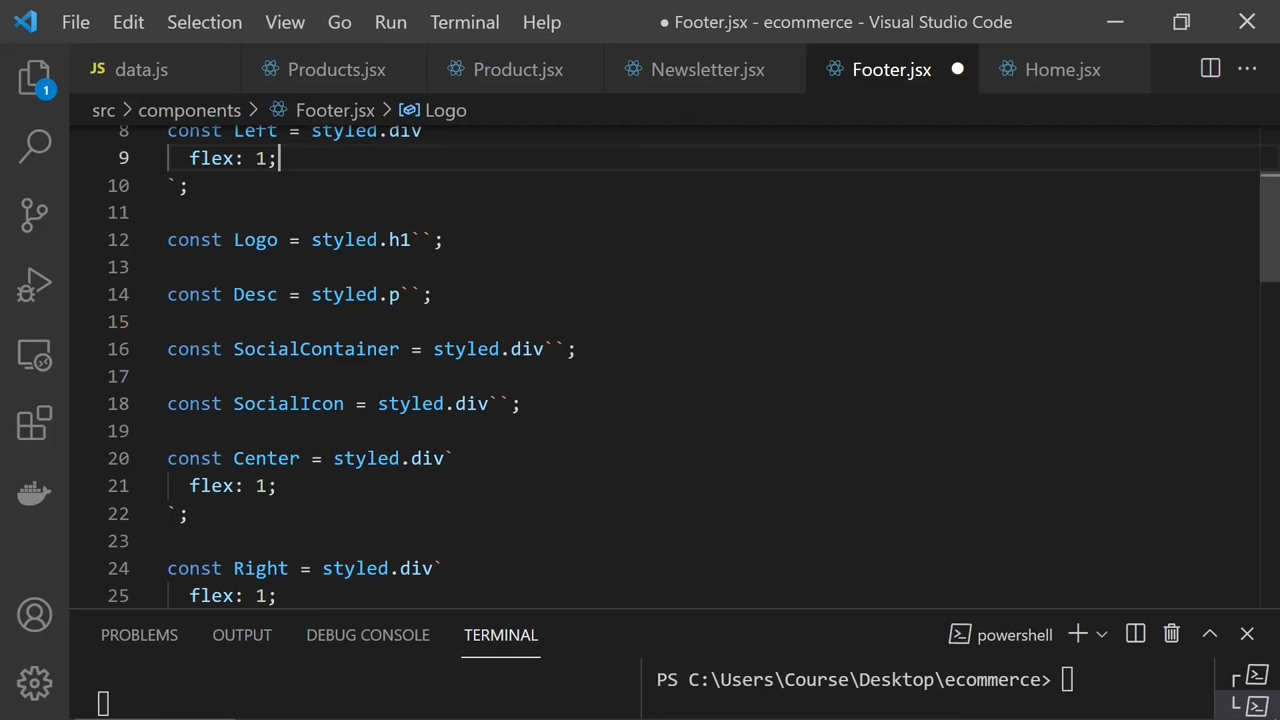 File Edit Selection View Go Run Terminal Help ● Footer.jsx - ecommerce - Visual Studio Code
JS data.js Products.jsx Product.jsx Newsletter.jsx Footer.jsx Home.jsx
1
src > components > Footer.jsx > Logo
8 const Left = styled.div
9 flex: 1;
10 `;
11
12 const Logo = styled.h1``;
13
14 const Desc = styled.p``;
15
16 const SocialContainer = styled.div``;
17
18 const SocialIcon = styled.div``;
19
20 const Center = styled.div`
21 flex: 1;
22 `;
23
24 const Right = styled.div`
25 flex: 1;
PROBLEMS OUTPUT DEBUG CONSOLE TERMINAL powershell
PS C:\Users\Course\Desktop\ecommerce>